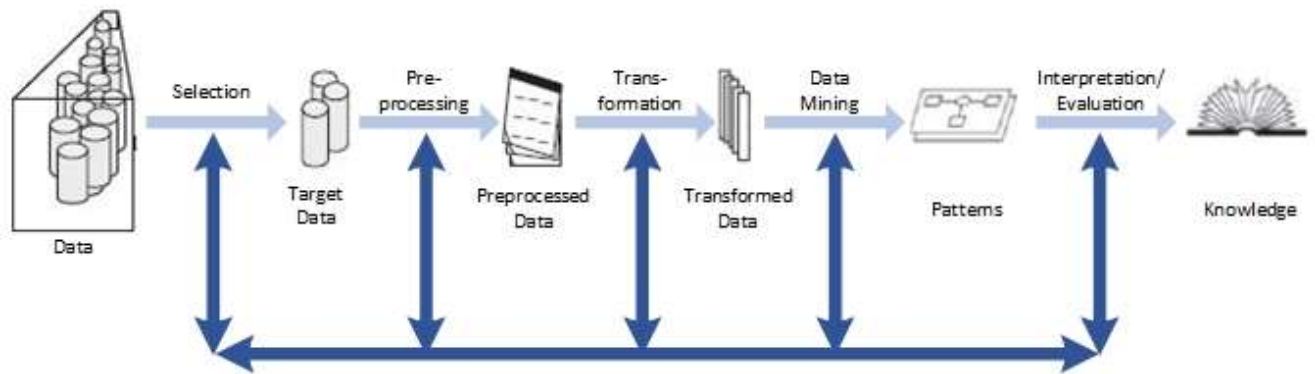 Selection
Pre-
processing
Trans-
formation
Data
Mining
Interpretation/
Evaluation
Data
Target
Data
Preprocessed
Data
Transformed
Data
Patterns
Knowledge